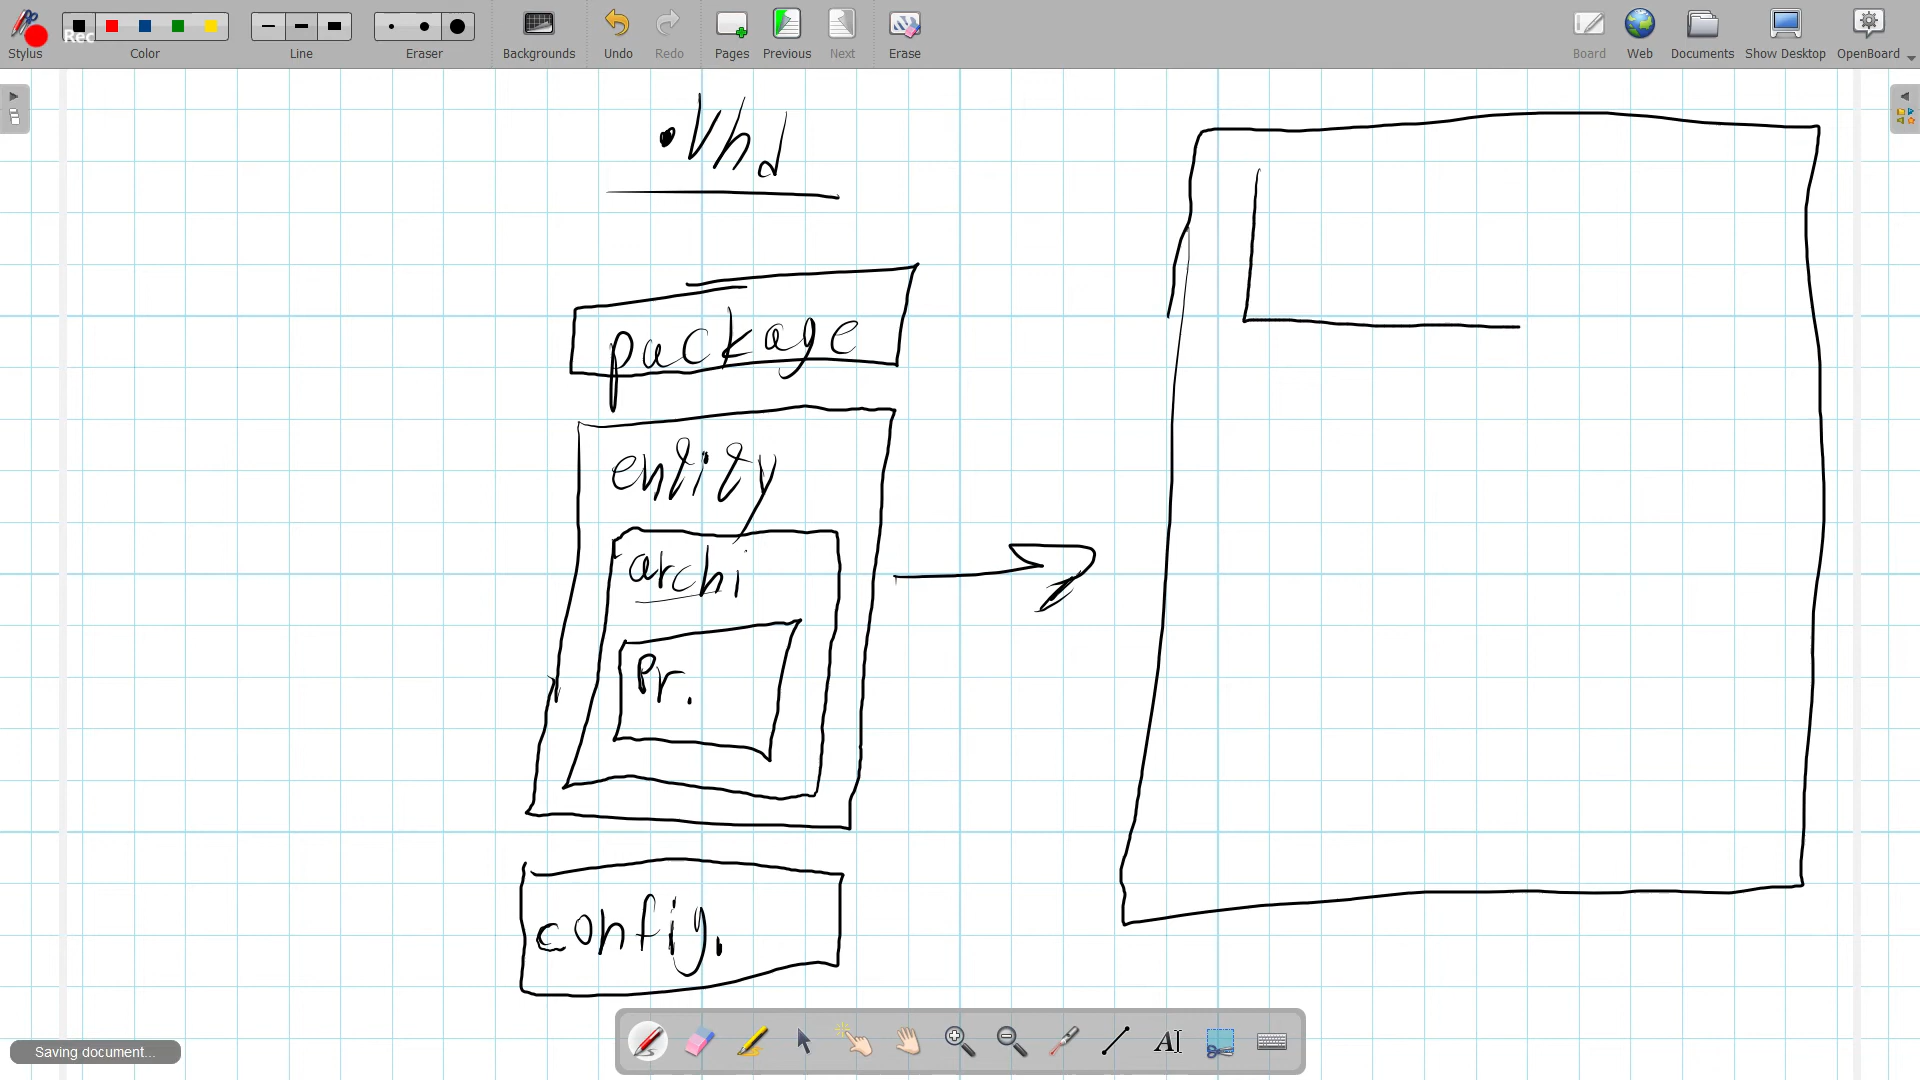 Stylus
Rec
Color
Line
Eraser
Backgrounds
Undo
Redo
Pages
Previous
Next
Erase
Board
Web
Documents
Show Desktop
OpenBoard
.Vhd
package
entity
archi
Pr.
config.
Saving document...